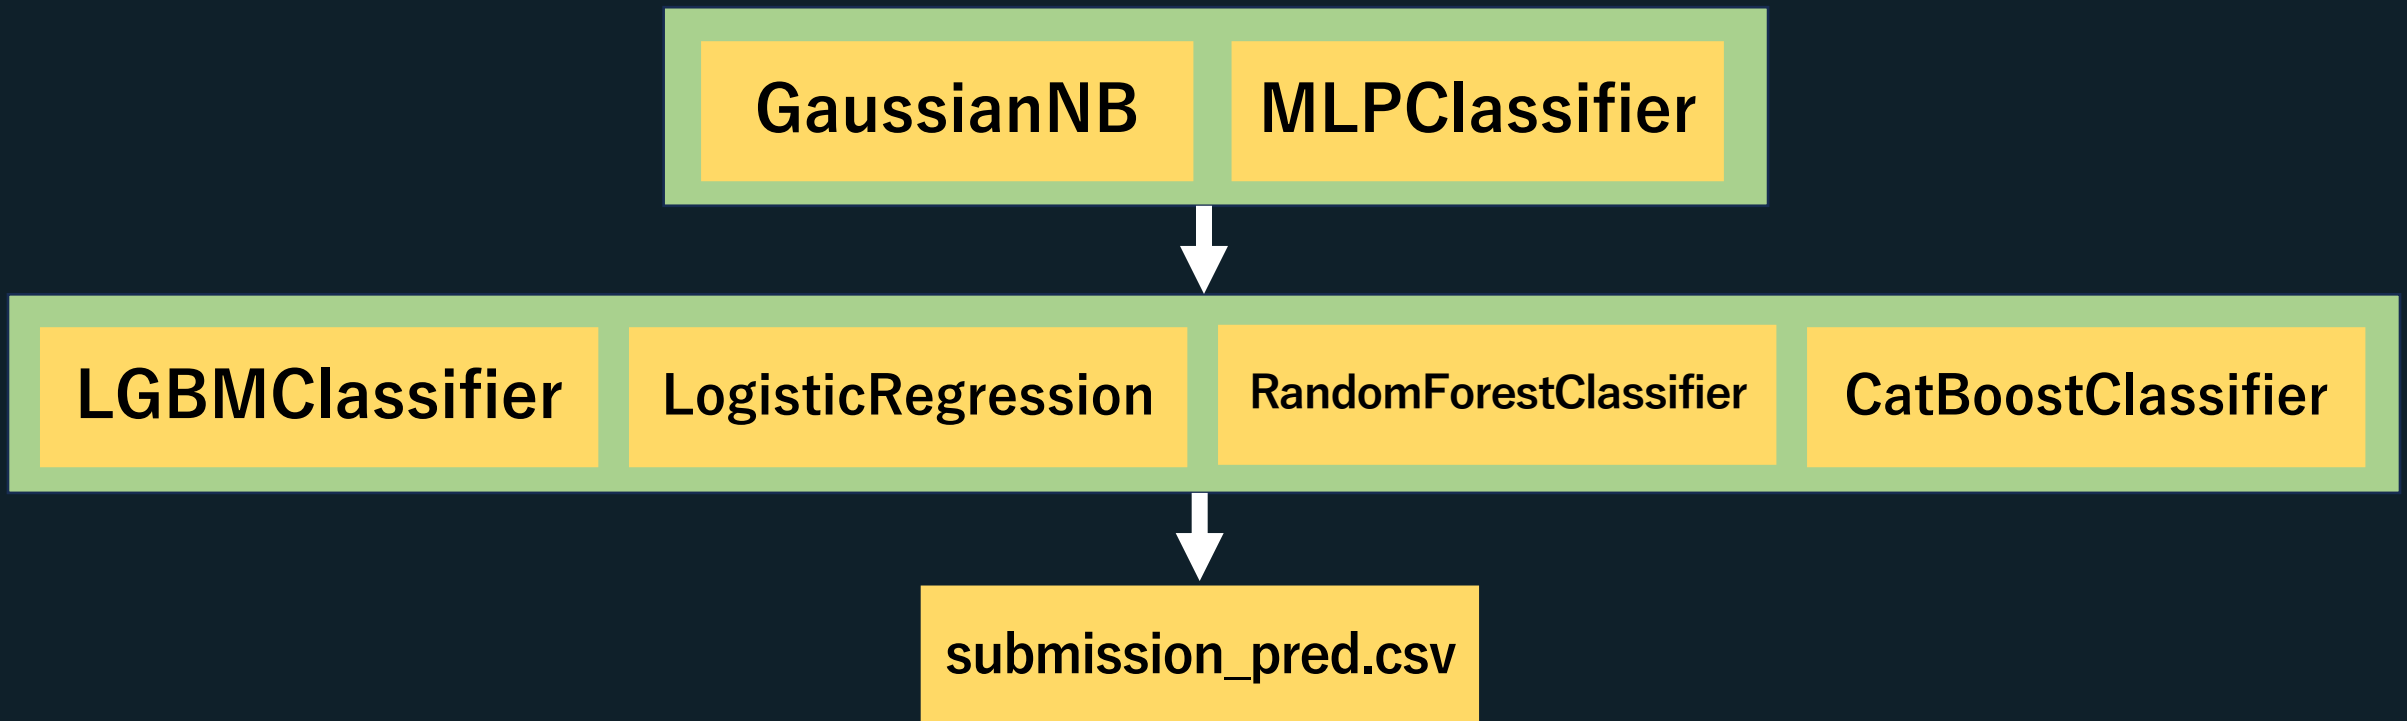 GaussianNB
MLPClassifier
LGBMClassifier
LogisticRegression
RandomForestClassifier
CatBoostClassifier
submission_pred.csv